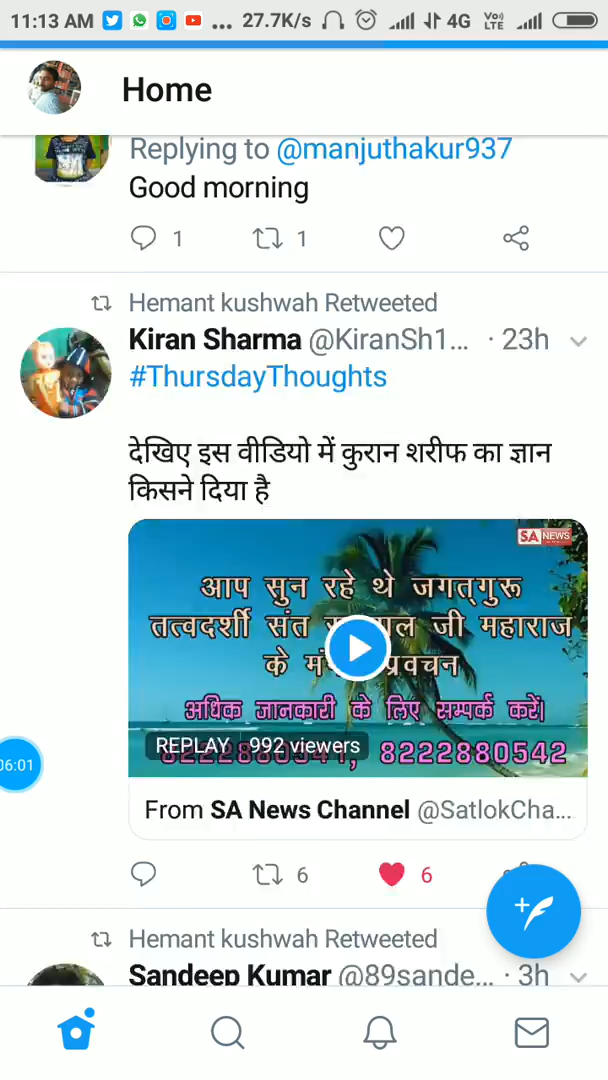 11:13 AM ... 27.7K/s 4G VoLTE
Home
Replying to @manjuthakur937
Good morning
1 1
Hemant kushwah Retweeted
Kiran Sharma @KiranSh1... · 23h
#ThursdayThoughts
देखिए इस वीडियो में कुरान शरीफ का ज्ञान
किसने दिया है
SA NEWS
आप सुन रहे थे जगत्गुरू
तत्वदर्शी संत जी महाराज
के
अधिक जानकारी के लिए सम्पर्क करें।
REPLAY 992 viewers
8222880542
From SA News Channel @SatlokCha...
06:01
6 6
Hemant kushwah Retweeted
Sandeep Kumar @89sande... · 3h